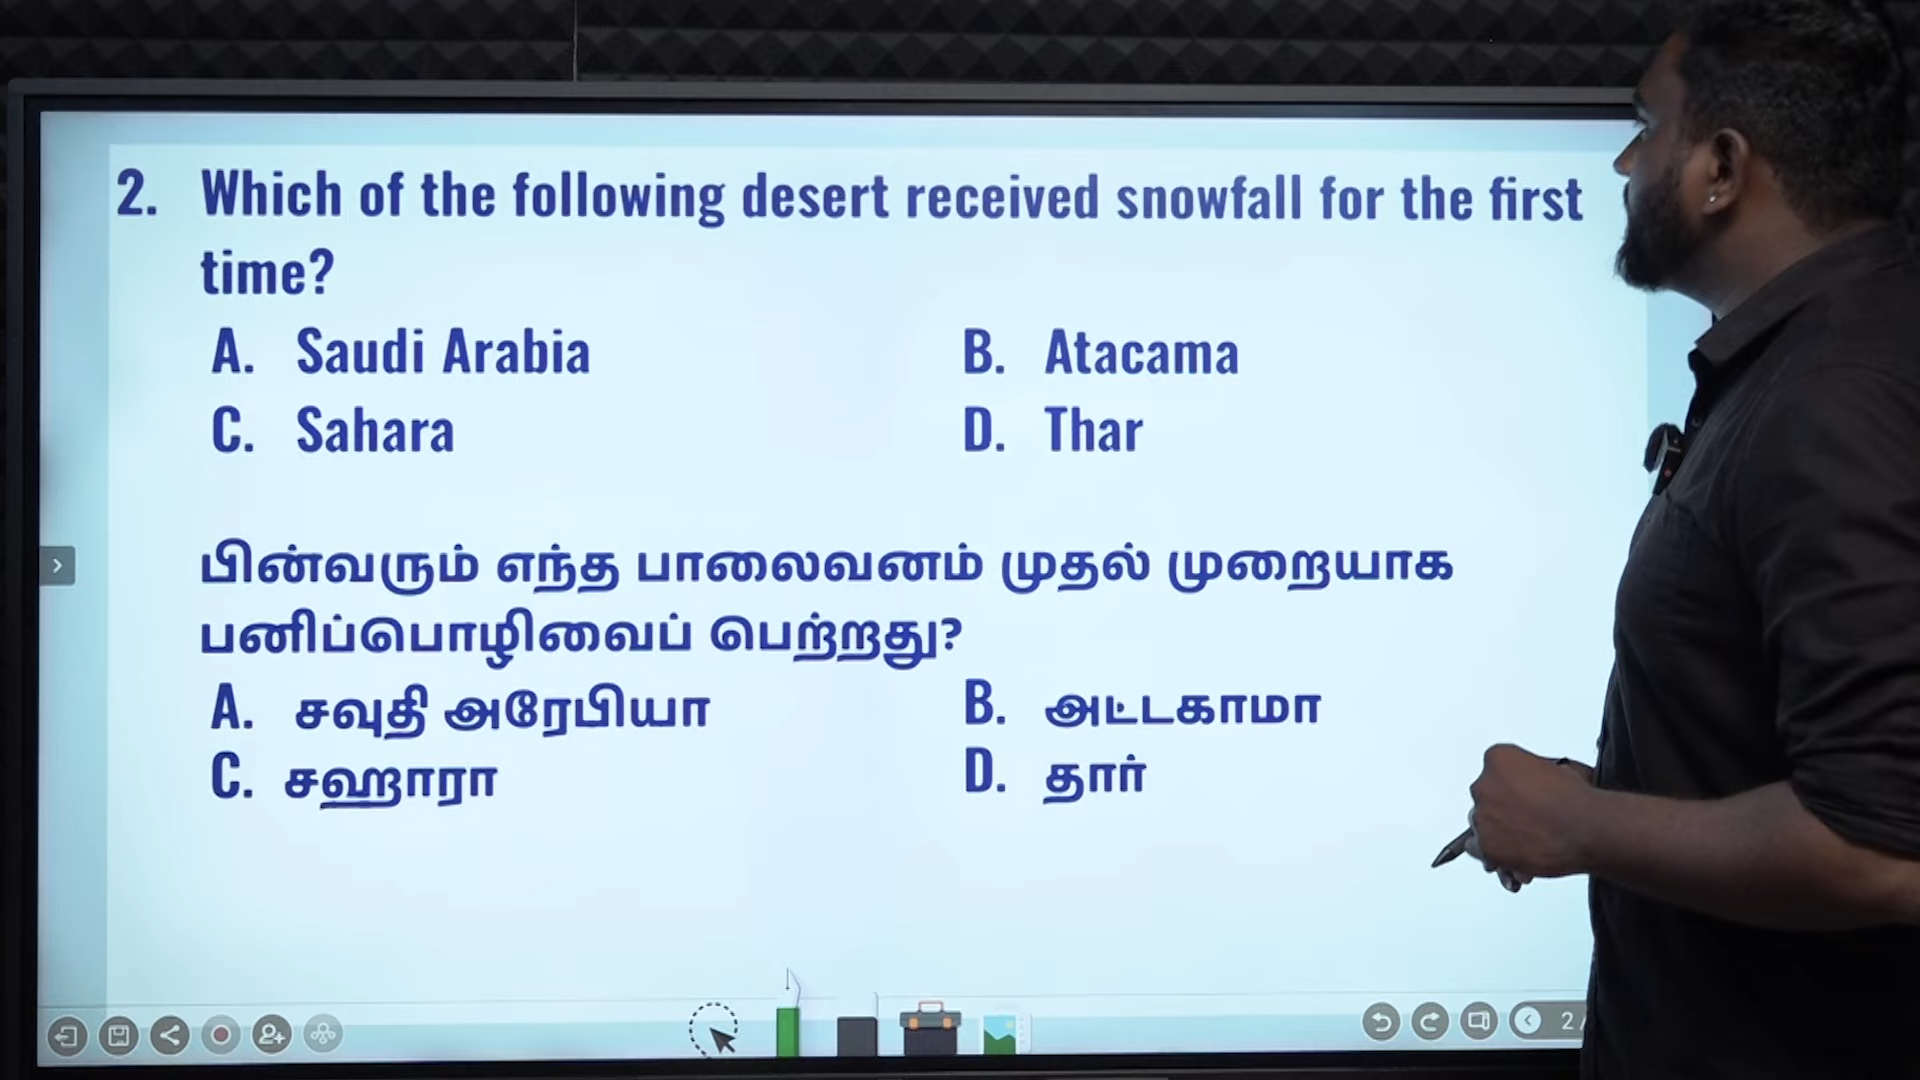 2. Which of the following desert received snowfall for the first
time?
A. Saudi Arabia B. Atacama
C. Sahara D. Thar
பின்வரும் எந்த பாலைவனம் முதல் முறையாக
பனிப்பொழிவைப் பெற்றது?
A. சவுதி அரேபியா B. அட்டகாமா
C. சஹாரா D. தார்
2 /